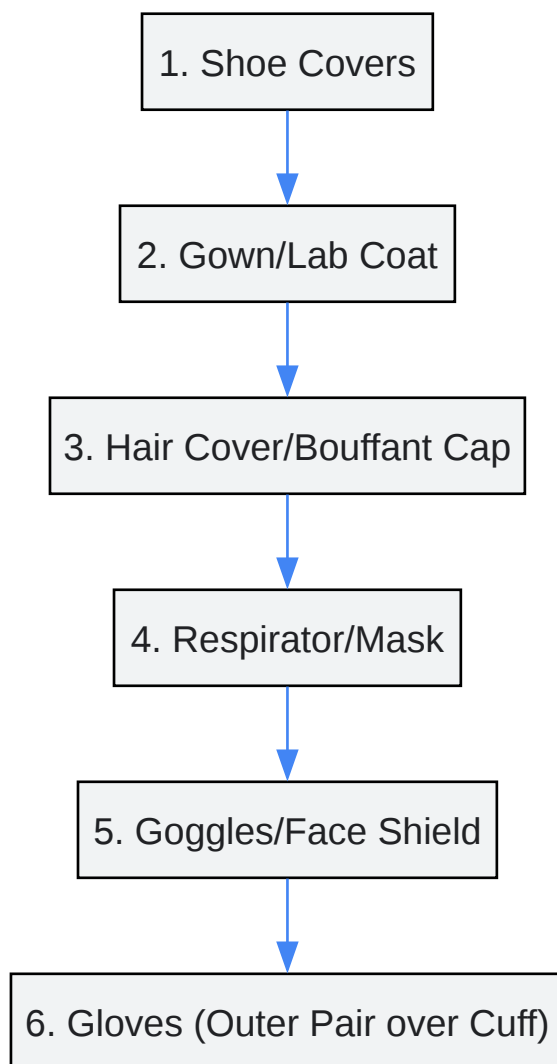 1. Shoe Covers
2. Gown/Lab Coat
3. Hair Cover/Bouffant Cap
4. Respirator/Mask
5. Goggles/Face Shield
6. Gloves (Outer Pair over Cuff)